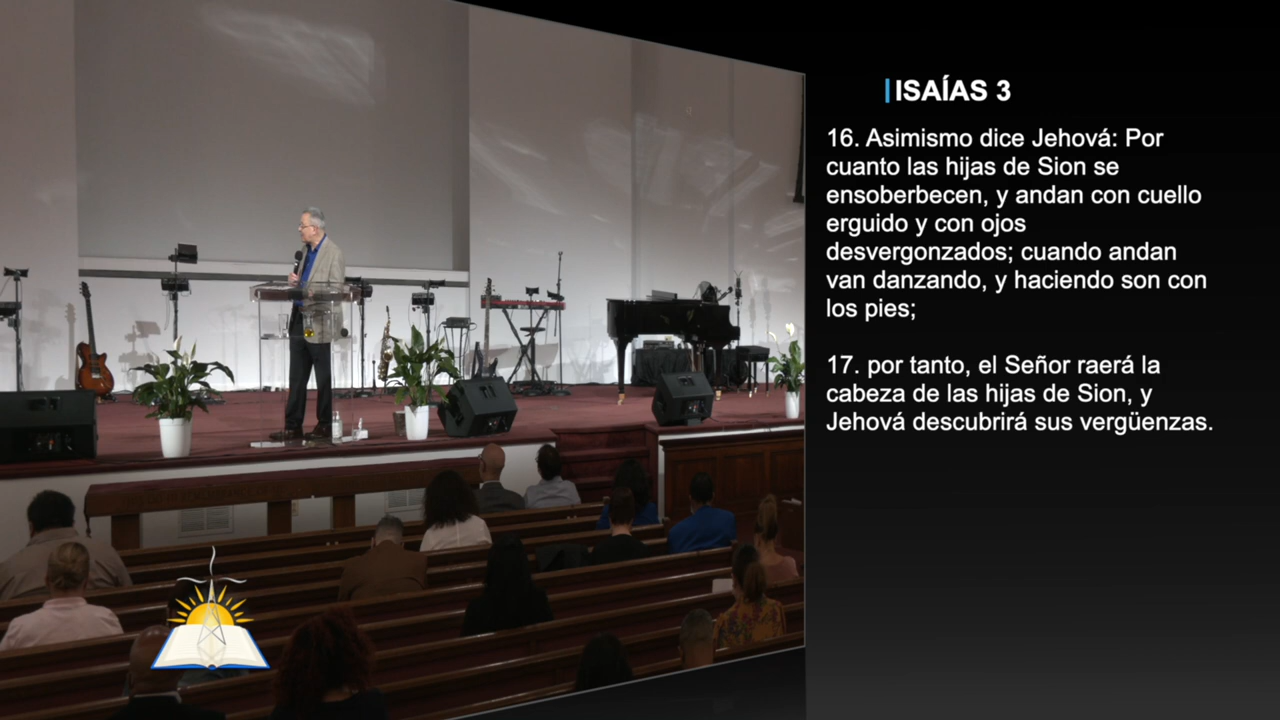 ISAÍAS 3
16. Asimismo dice Jehová: Por
cuanto las hijas de Sion se
ensoberbecen, y andan con cuello
erguido y con ojos
desvergonzados; cuando andan
van danzando, y haciendo son con
los pies;
17. por tanto, el Señor raerá la
cabeza de las hijas de Sion, y
Jehová descubrirá sus vergüenzas.